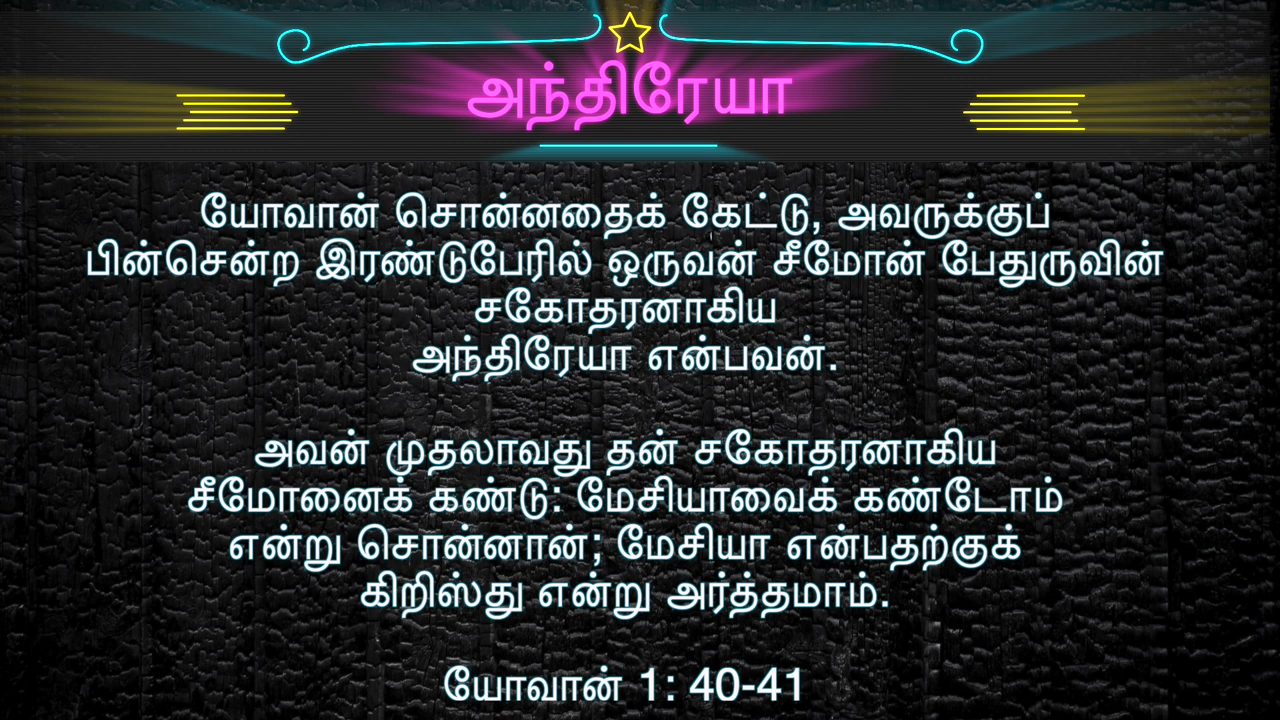 அந்திரேயா
யோவான் சொன்னதைக் கேட்டு, அவருக்குப்
பின்சென்ற இரண்டுபேரில் ஒருவன் சீமோன் பேதுருவின்
சகோதரனாகிய
அந்திரேயா என்பவன்.
அவன் முதலாவது தன் சகோதரனாகிய
சீமோனைக் கண்டு: மேசியாவைக் கண்டோம்
என்று சொன்னான்; மேசியா என்பதற்குக்
கிறிஸ்து என்று அர்த்தமாம்.
யோவான் 1: 40-41